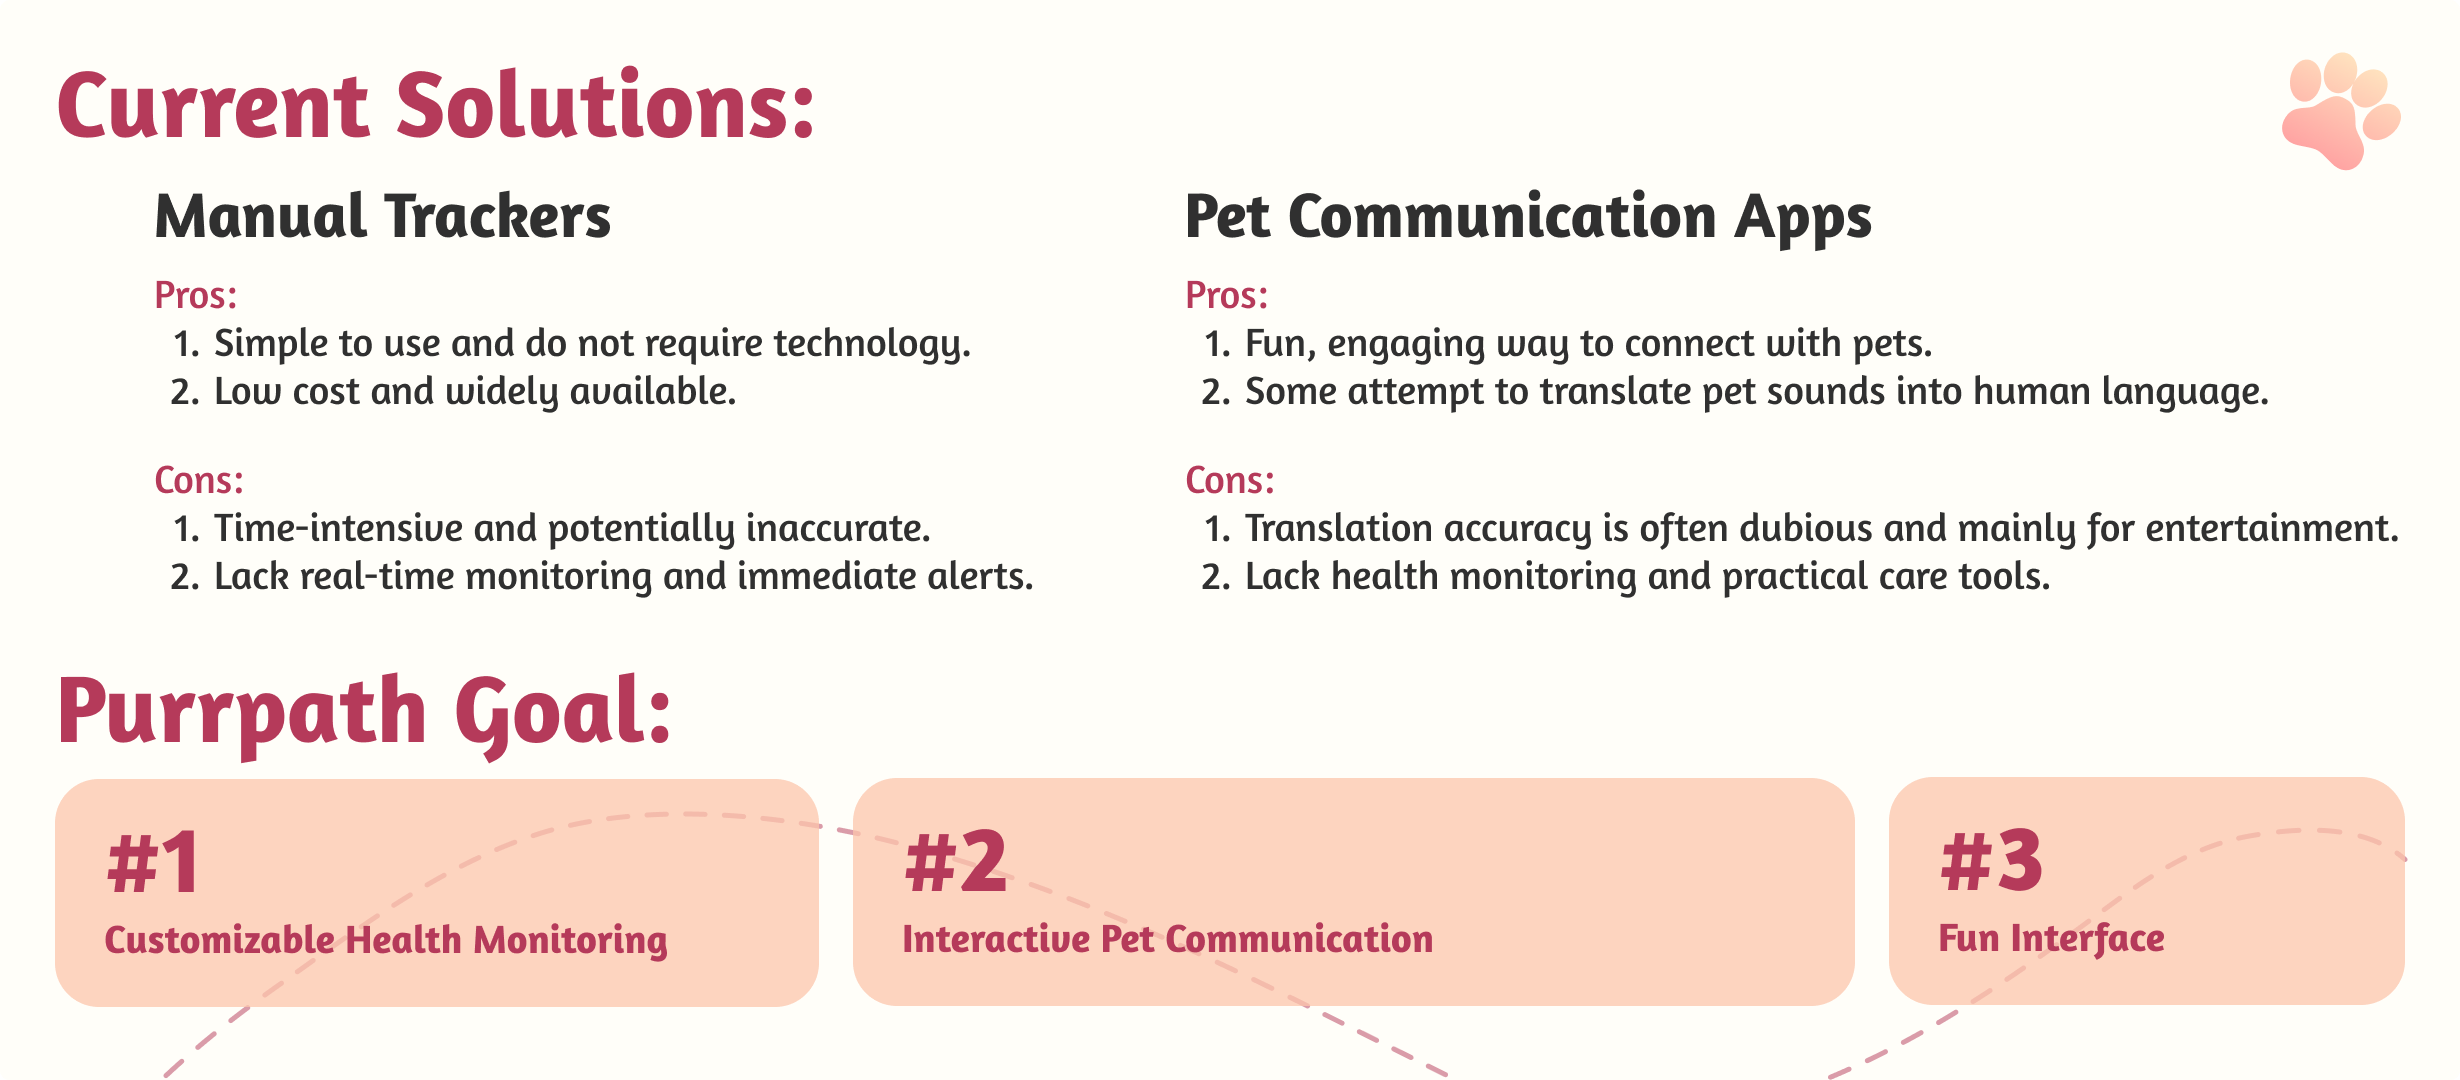 Current Solutions:
Manual Trackers
Pros:
1. Simple to use and do not require technology.
2. Low cost and widely available.
Cons:
1. Time-intensive and potentially inaccurate.
2. Lack real-time monitoring and immediate alerts.
Pet Communication Apps
Pros:
1. Fun, engaging way to connect with pets.
2. Some attempt to translate pet sounds into human language.
Cons:
1. Translation accuracy is often dubious and mainly for entertainment.
2. Lack health monitoring and practical care tools.
Purrpath Goal:
#1
Customizable Health Monitoring
#2
Interactive Pet Communication
#3
Fun Interface